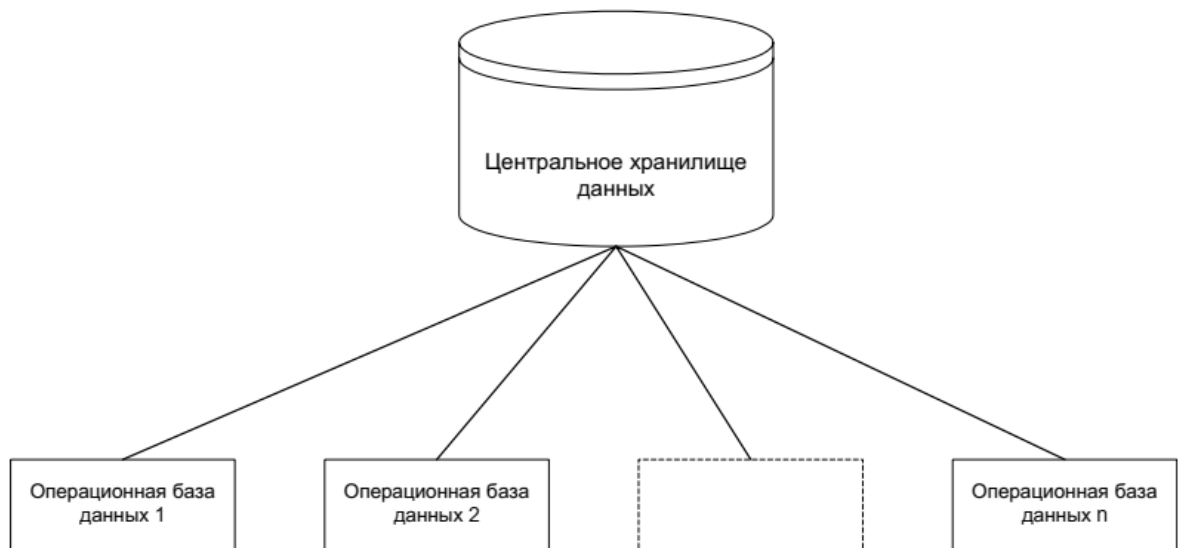 Центральное хранилище
данных
Операционная база
данных 1
Операционная база
данных 2
Операционная база
данных n